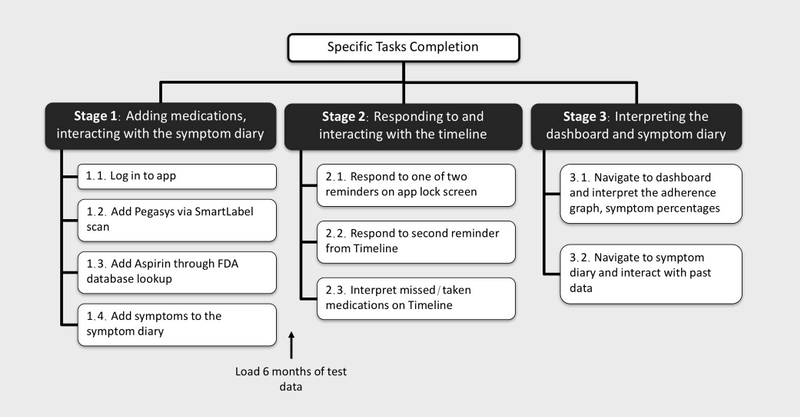 Specific Tasks Completion
Stage 1: Adding medications,
interacting with the symptom diary
1.1. Log in to app
1.2. Add Pegasys via SmartLabel
scan
1.3. Add Aspirin through FDA
database lookup
1.4. Add symptoms to the
symptom diary
Stage 2: Responding to and
interacting with the timeline
2.1. Respond to one of two
reminders on app lock screen
2.2. Respond to second reminder
from Timeline
2.3. Interpret missed/taken
medications on Timeline
Stage 3: Interpreting the
dashboard and symptom diary
3.1. Navigate to dashboard
and interpret the adherence
graph, symptom percentages
3.2. Navigate to symptom
diary and interact with past
data
Load 6 months of test
data